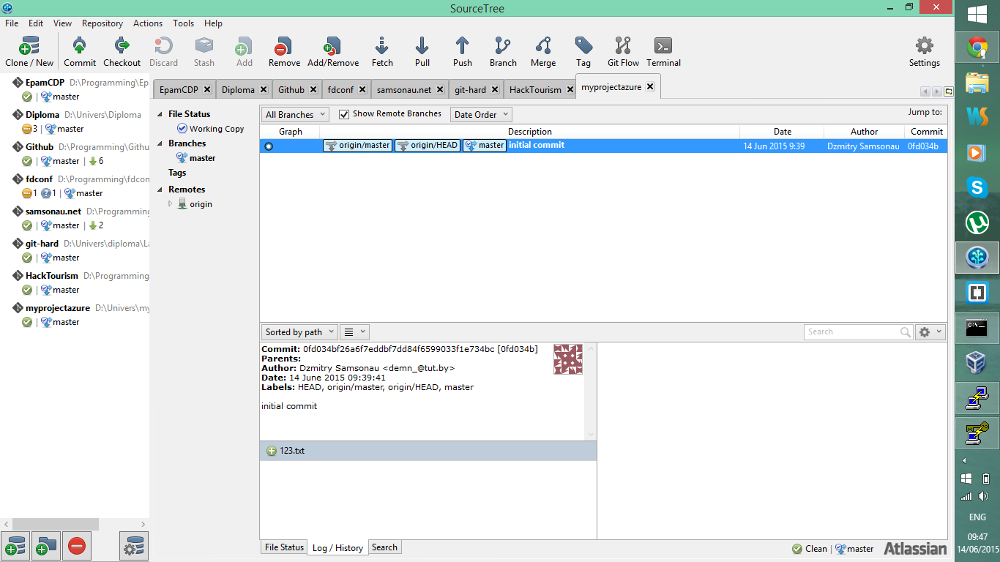 SourceTree
File Edit View Repository Actions Tools Help
Clone / New Commit Checkout Discard Stash Add Remove Add/Remove Fetch Pull Push Branch Merge Tag Git Flow Terminal Settings
EpamCDP D:\Programming\Ep
master
Diploma D:\Univers\Diploma
3 | master
Github D:\Programming\Githu
master | 6
fdconf D:\Programming\fdcon
1 ? 1 | master
samsonau.net D:\Programming
master | 2
git-hard D:\Univers\diploma\La
master
HackTourism D:\Programming
master
myprojectazure D:\Univers\my
master
EpamCDP Diploma Github fdconf samsonau.net git-hard HackTourism myprojectazure
File Status
Working Copy
Branches
master
Tags
Remotes
origin
All Branches Show Remote Branches Date Order Jump to:
Graph Description Date Author Commit
origin/master origin/HEAD master initial commit 14 Jun 2015 9:39 Dzmitry Samsonau 0fd034b
Sorted by path Search
Commit: 0fd034bf26a6f7eddbf7dd84f6599033f1e734bc [0fd034b]
Parents:
Author: Dzmitry Samsonau <demn_@tut.by>
Date: 14 June 2015 09:39:41
Labels: HEAD, origin/master, origin/HEAD, master
initial commit
123.txt
File Status Log / History Search
Clean | master Atlassian
S
C:\
ENG
09:47
14/06/2015